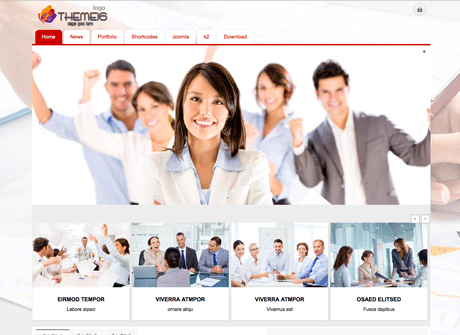 logo
THEMEI6
slogan goes here
Home News Portfolio Shortcodes Joomla k2 Download
EIRMOD TEMPOR
Labore eipsci
VIVERRA ATMPOR
ornare aliqu
VIVERRA ATMPOR
Vivamus est
OSAED ELITSED
Fusce dapibus